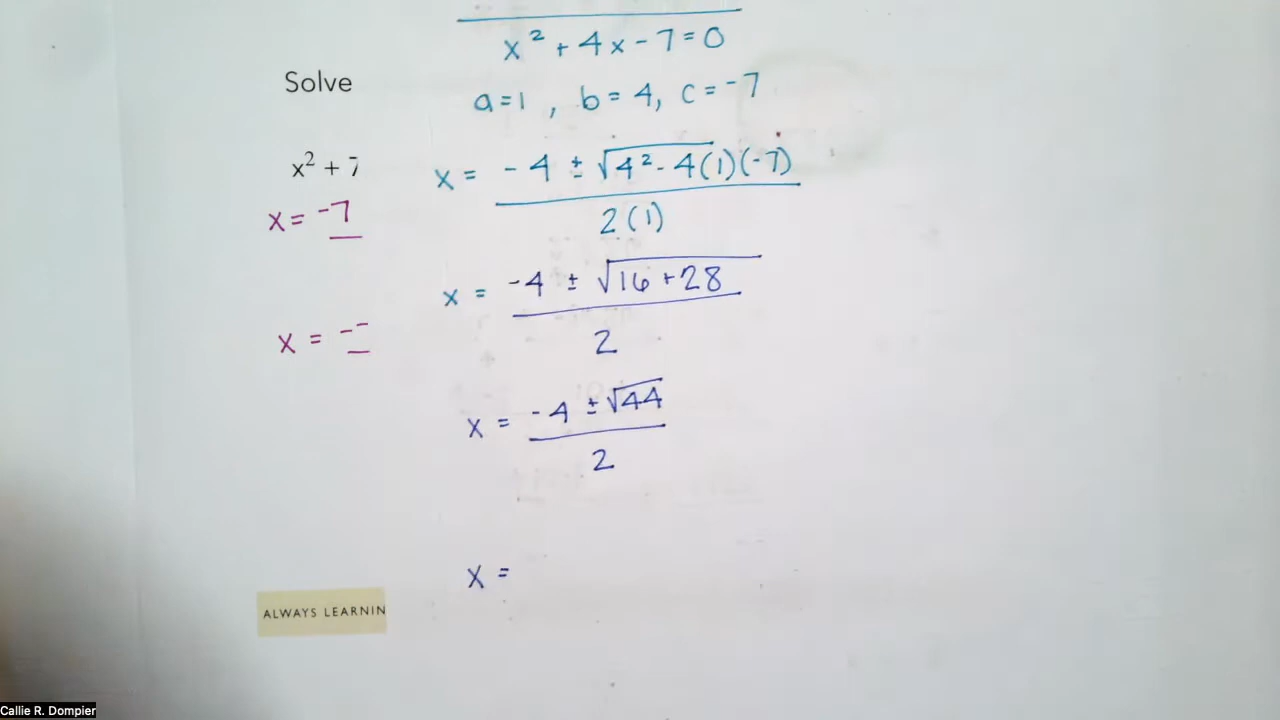 x² + 4x - 7 = 0
a = 1 , b = 4, c = -7
x = -4 ± √4² - 4(1)(-7)
2(1)
x = -4 ± √16 + 28
2
x = -4 ± √44
2
x =
Solve
x² + 7
x = -7
x = -
ALWAYS LEARNIN
Callie R. Dompier